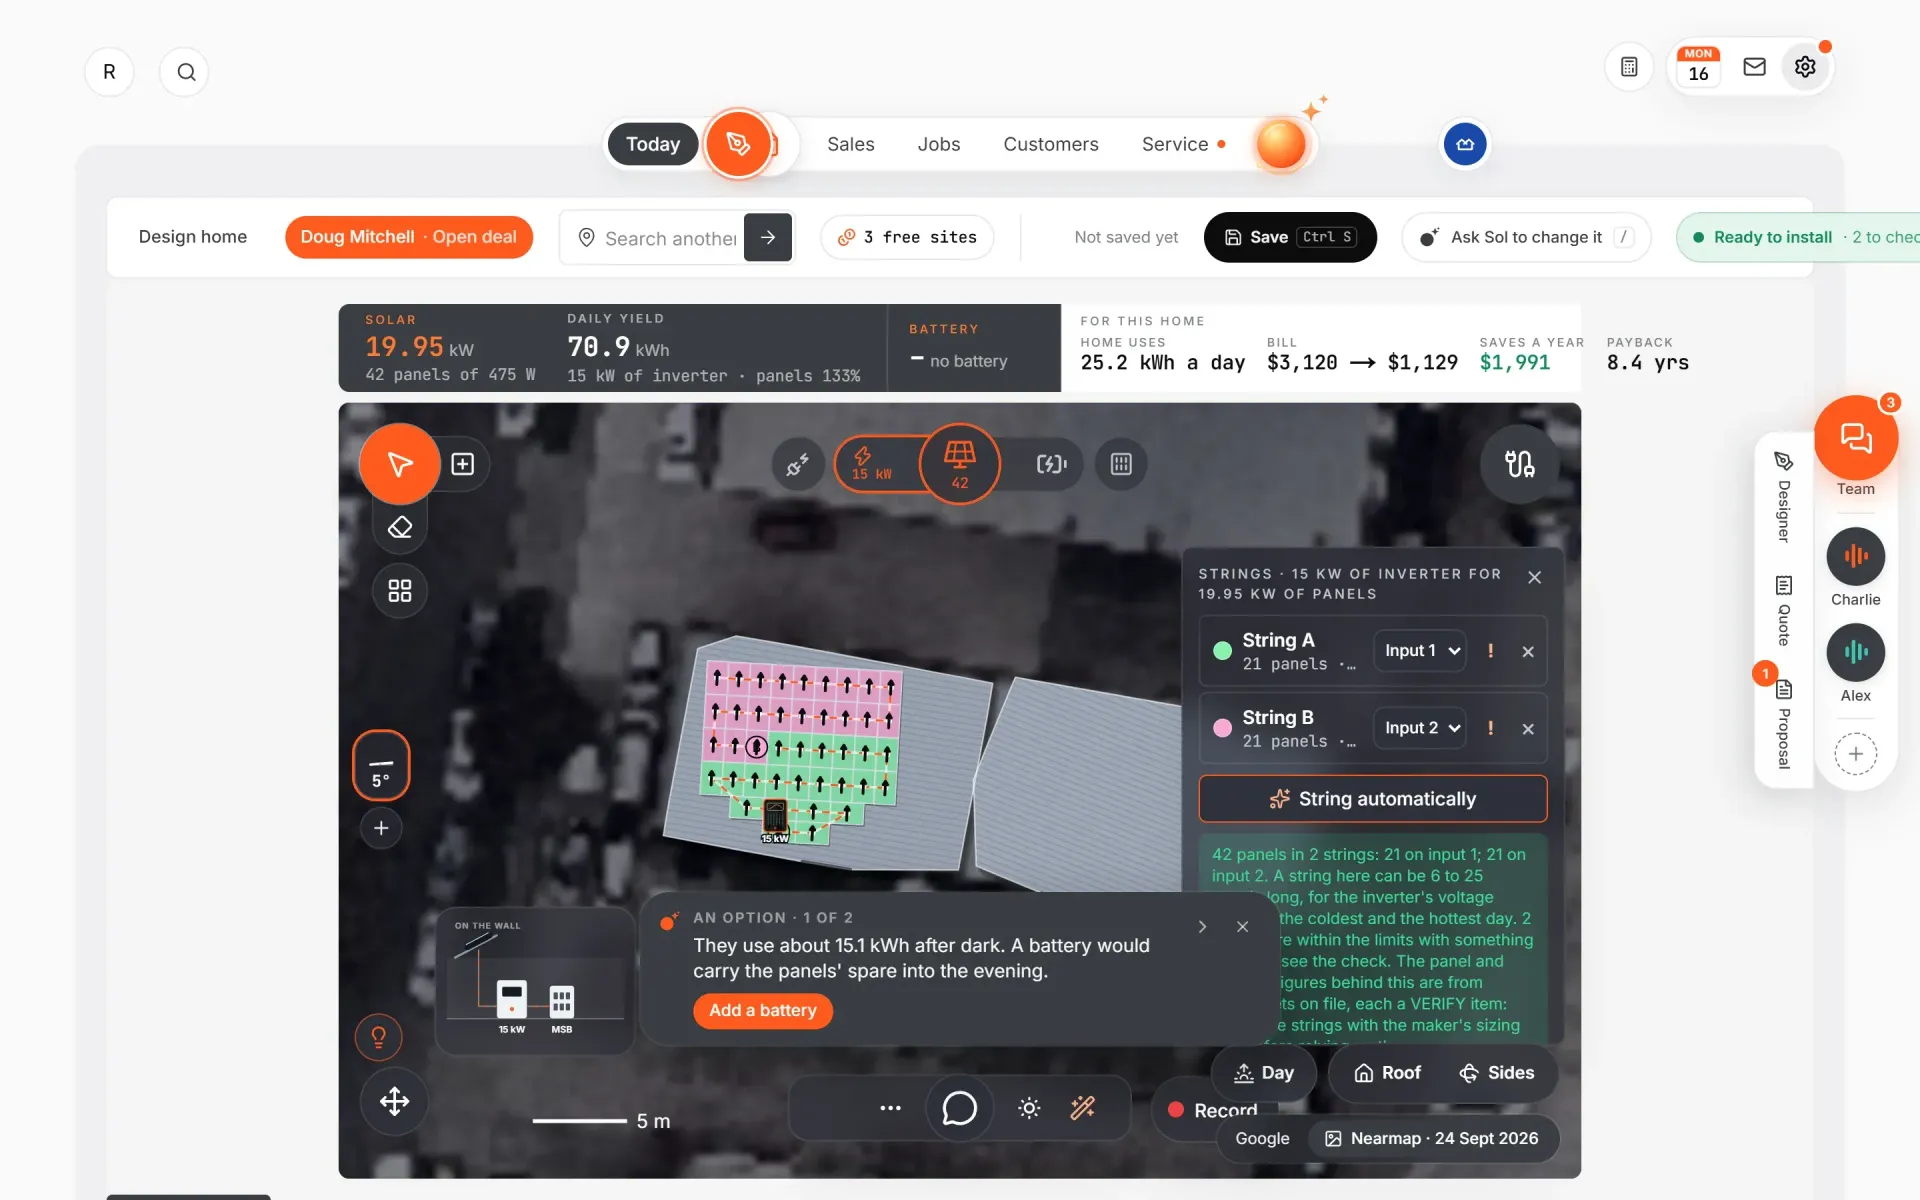 R
MON
16
Today
Sales
Jobs
Customers
Service
Design home
Doug Mitchell · Open deal
Search another
3 free sites
Not saved yet
Save Ctrl S
Ask Sol to change it /
Ready to install · 2 to chec
SOLAR
19.95 kW
42 panels of 475 W
DAILY YIELD
70.9 kWh
15 kW of inverter · panels 133%
BATTERY
– no battery
FOR THIS HOME
HOME USES
25.2 kWh a day
BILL
$3,120 → $1,129
SAVES A YEAR
$1,991
PAYBACK
8.4 yrs
15 kW
42
STRINGS · 15 KW OF INVERTER FOR
19.95 KW OF PANELS
String A
21 panels ·…
Input 1
!
String B
21 panels ·…
Input 2
!
String automatically
42 panels in 2 strings: 21 on input 1; 21 on
input 2. A string here can be 6 to 25
long, for the inverter's voltage
the coldest and the hottest day. 2
within the limits with something
see the check. The panel and
figures behind this are from
on file, each a VERIFY item:
strings with the maker's sizing
5°
15 kW
ON THE WALL
15 kW
MSB
AN OPTION · 1 OF 2
They use about 15.1 kWh after dark. A battery would
carry the panels' spare into the evening.
Add a battery
5 m
Record
Day
Roof
Sides
Google
Nearmap · 24 Sept 2026
Designer
Quote
1
Proposal
3
Team
Charlie
Alex